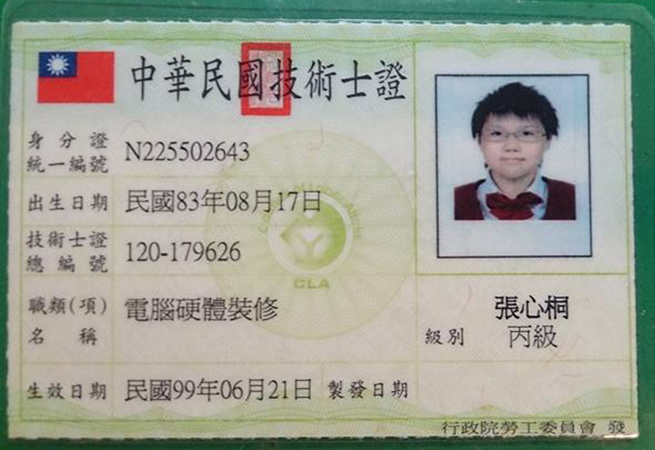 中華民國技術士證
身分證
統一編號 N225502643
出生日期 民國83年08月17日
技術士證
總編號 120-179626
CLA
職類(項)
名稱 電腦硬體裝修
張心桐
級別 丙級
生效日期 民國99年06月21日 製發日期
行政院勞工委員會 發